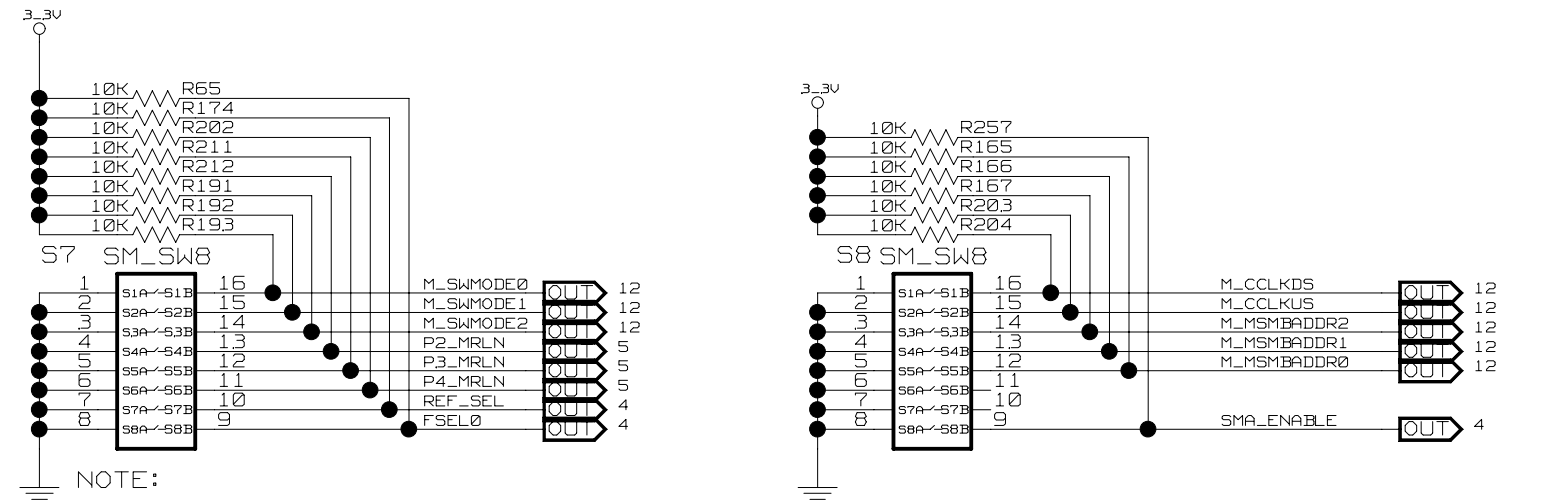 3_3V
10K R65
10K R174
10K R202
10K R211
10K R212
10K R191
10K R192
10K R193
S7 SM_SW8
1 S1A S1B 16 M_SWMODE0 OUT 12
2 S2A S2B 15 M_SWMODE1 OUT 12
3 S3A S3B 14 M_SWMODE2 OUT 12
4 S4A S4B 13 P2_MRLN OUT 5
5 S5A S5B 12 P3_MRLN OUT 5
6 S6A S6B 11 P4_MRLN OUT 5
7 S7A S7B 10 REF_SEL OUT 4
8 S8A S8B 9 FSEL0 OUT 4
NOTE:
3_3V
10K R257
10K R165
10K R166
10K R167
10K R203
10K R204
S8 SM_SW8
1 S1A S1B 16 M_CCLKDS OUT 12
2 S2A S2B 15 M_CCLKUS OUT 12
3 S3A S3B 14 M_MSMBADDR2 OUT 12
4 S4A S4B 13 M_MSMBADDR1 OUT 12
5 S5A S5B 12 M_MSMBADDR0 OUT 12
6 S6A S6B 11
7 S7A S7B 10
8 S8A S8B 9 SMA_ENABLE OUT 4